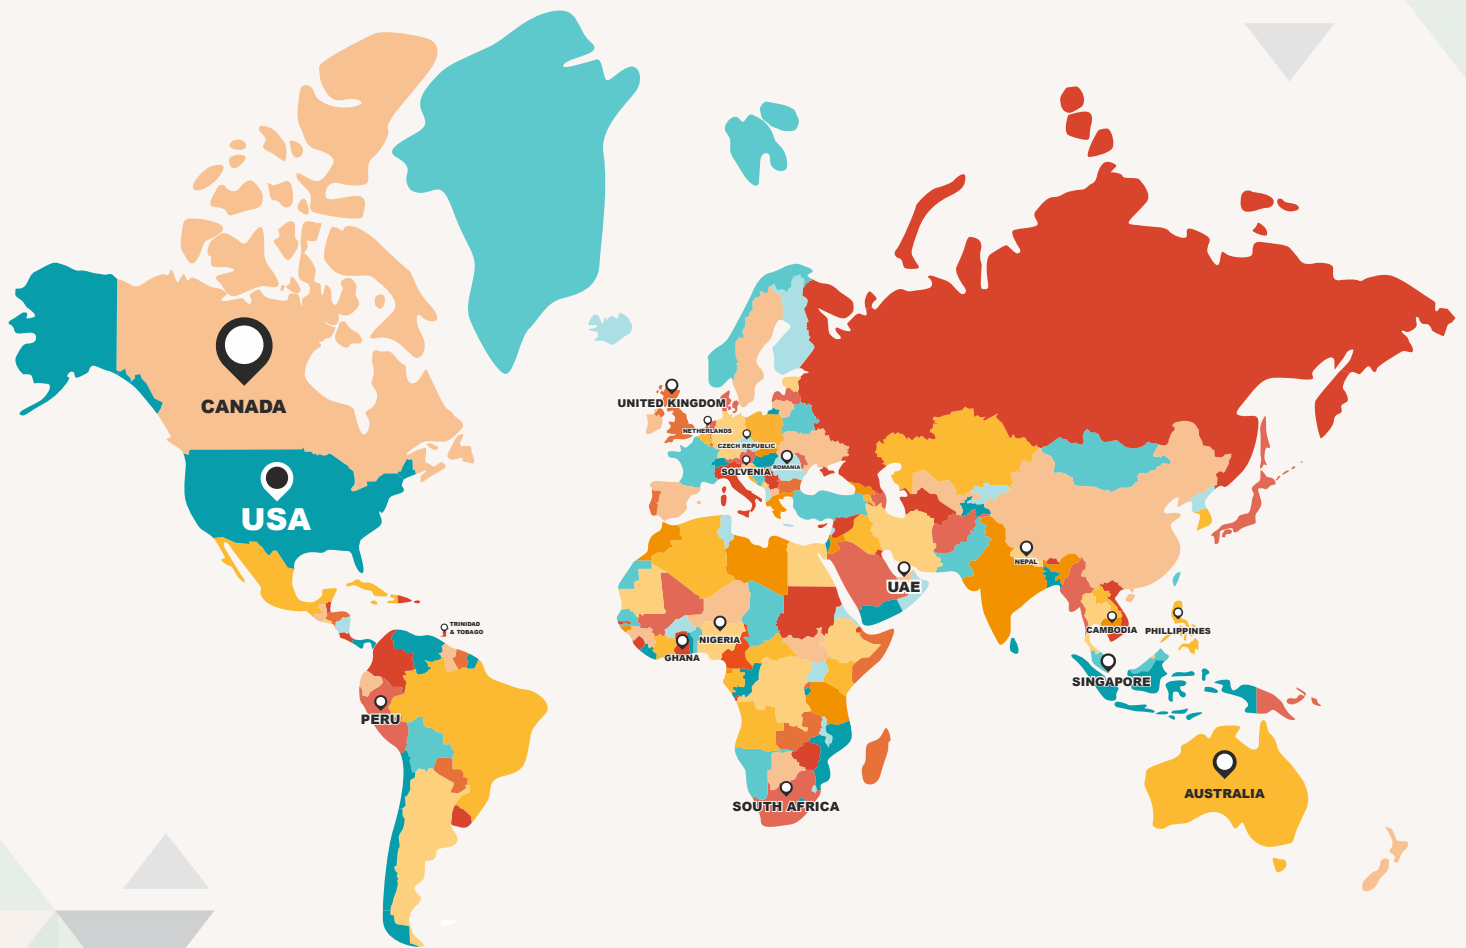 CANADA
USA
UNITED KINGDOM
NETHERLANDS
CZECH REPUBLIC
SOLVENIA
ROMANIA
TRINIDAD
& TOBAGO
PERU
GHANA
NIGERIA
SOUTH AFRICA
UAE
NEPAL
CAMBODIA
PHILLIPPINES
SINGAPORE
AUSTRALIA